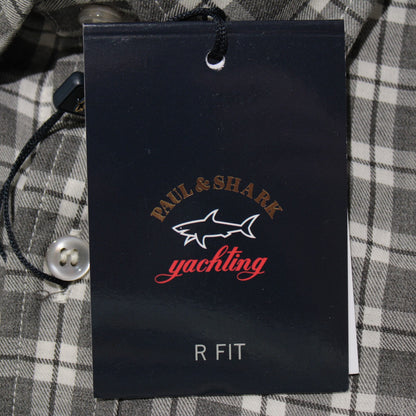 PAUL & SHARK
yachting
R FIT